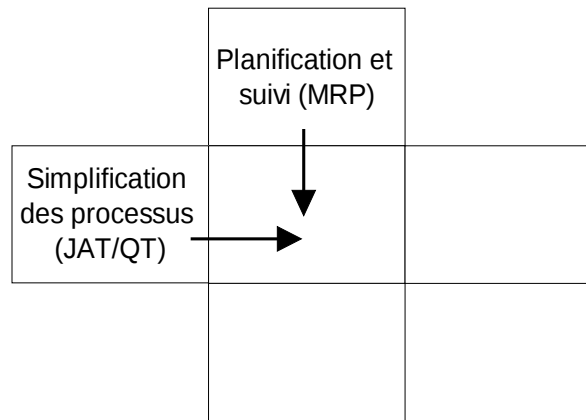 Planification et
suivi (MRP)
Simplification
des processus
(JAT/QT)